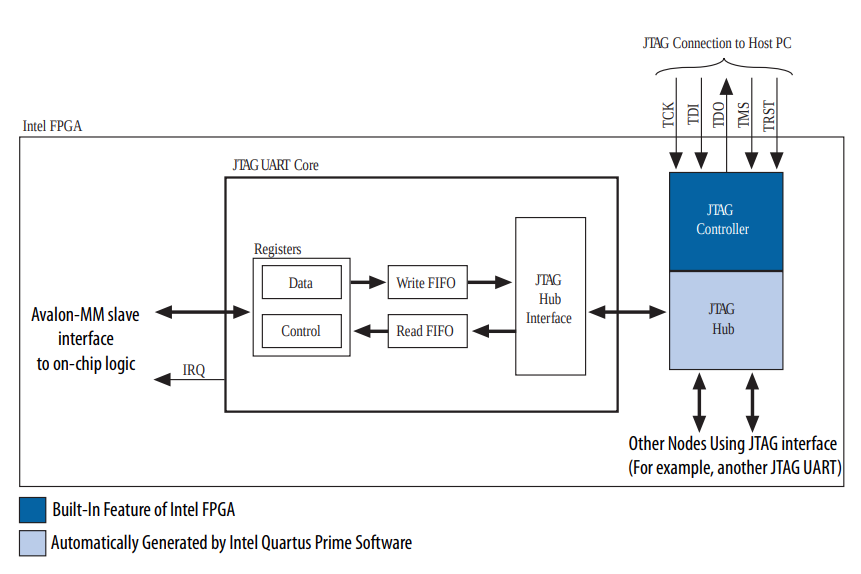 JTAG Connection to Host PC
TCK
TDI
TDO
TMS
TRST
Intel FPGA
JTAG UART Core
JTAG
Controller
Registers
Data
Write FIFO
JTAG
Hub
Interface
Control
Read FIFO
JTAG
Hub
Avalon-MM slave
interface
to on-chip logic
IRQ
Other Nodes Using JTAG interface
(For example, another JTAG UART)
Built-In Feature of Intel FPGA
Automatically Generated by Intel Quartus Prime Software